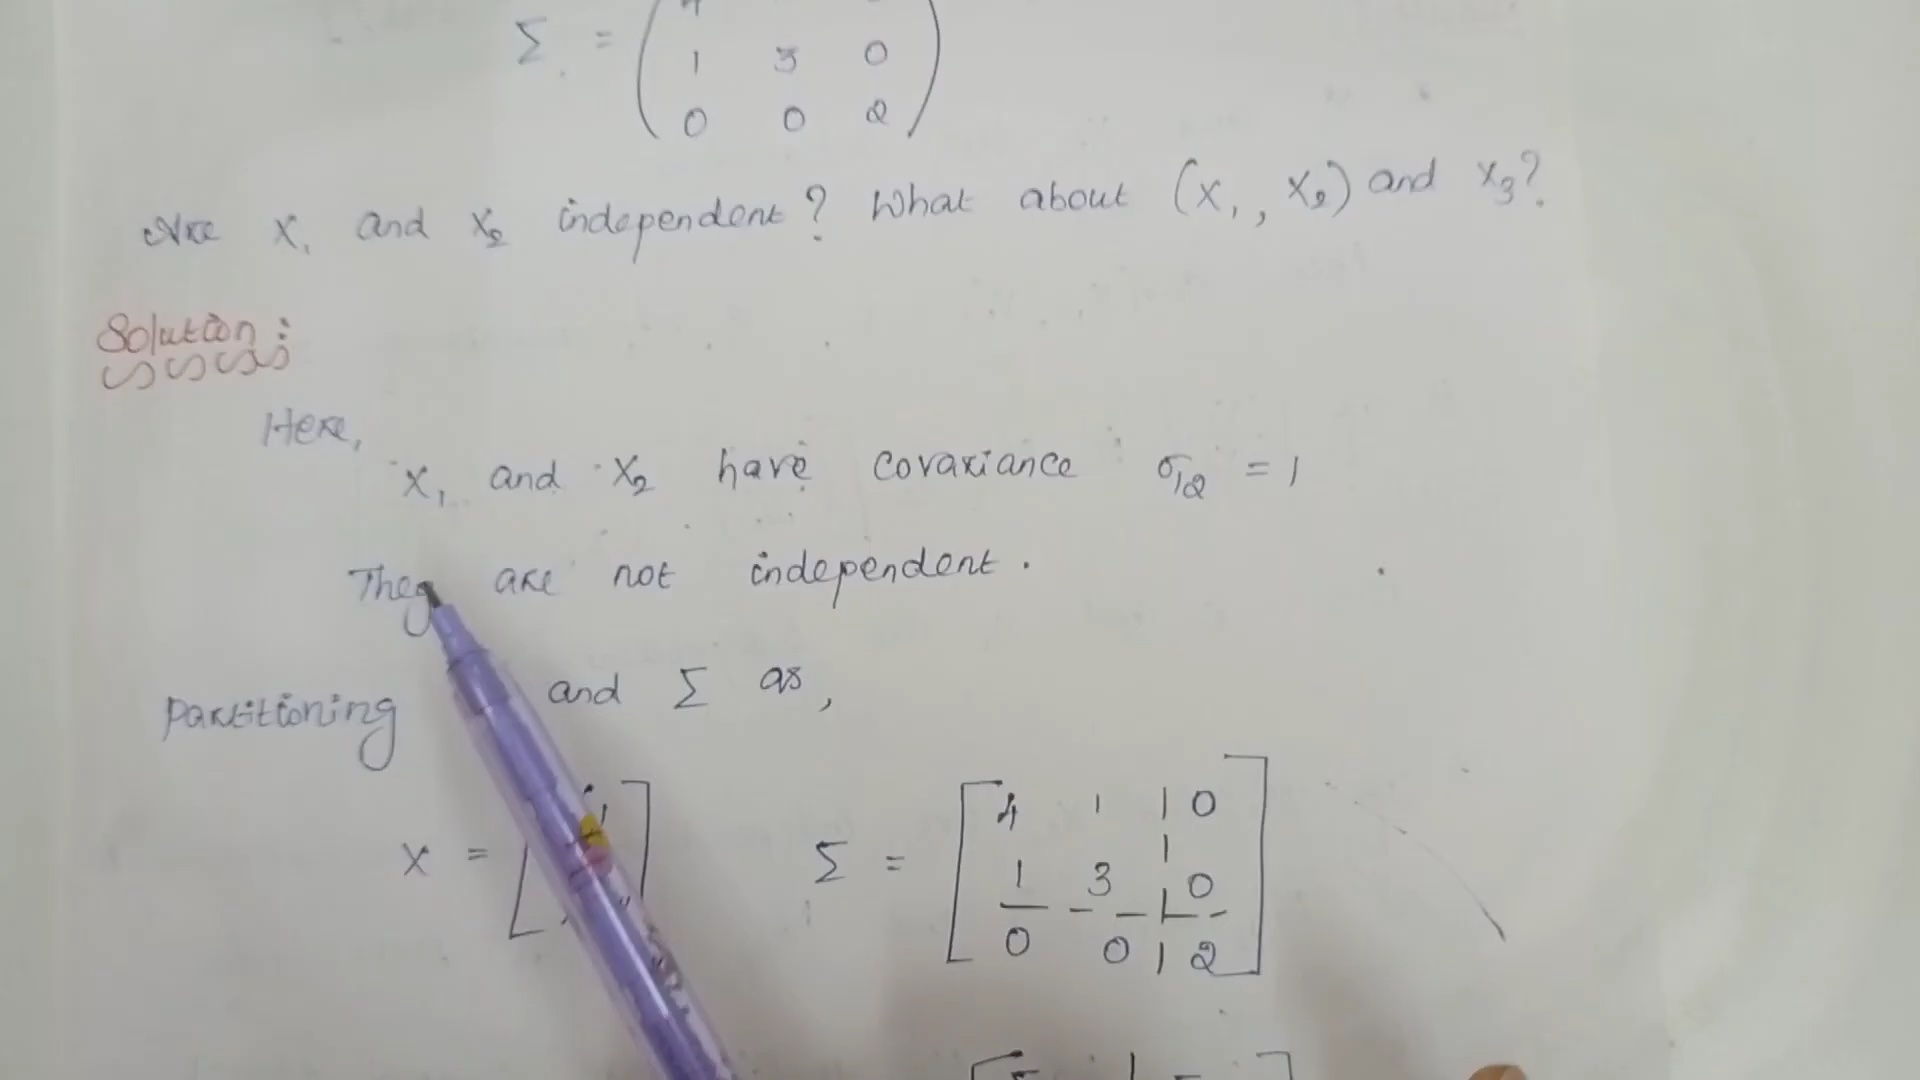 Σ =
1 3 0
0 0 2
Are X₁ and X₂ independent? What about (X₁, X₂) and X₃?
Solution:
Here,
X₁ and X₂ have covariance σ₁₂ = 1
They are not independent.
Partitioning and Σ as,
4 1 | 0
X = Σ = 1 3 | 0
0 0 | 2